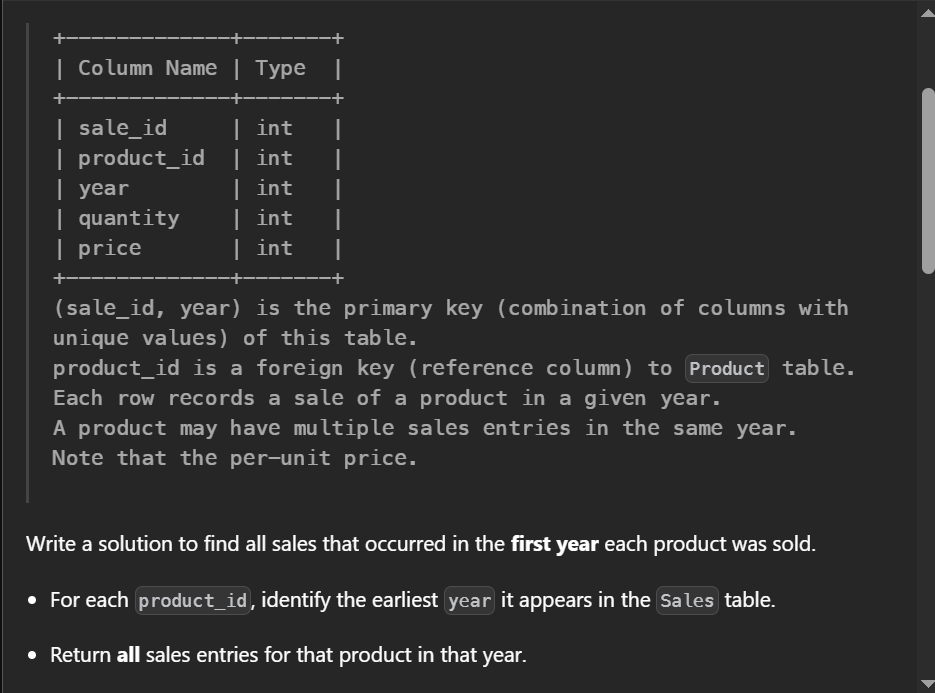 +-------------+-------+
| Column Name | Type  |
+-------------+-------+
| sale_id     | int   |
| product_id  | int   |
| year        | int   |
| quantity    | int   |
| price       | int   |
+-------------+-------+
(sale_id, year) is the primary key (combination of columns with
unique values) of this table.
product_id is a foreign key (reference column) to Product table.
Each row records a sale of a product in a given year.
A product may have multiple sales entries in the same year.
Note that the per-unit price.
Write a solution to find all sales that occurred in the first year each product was sold.
• For each product_id, identify the earliest year it appears in the Sales table.
• Return all sales entries for that product in that year.